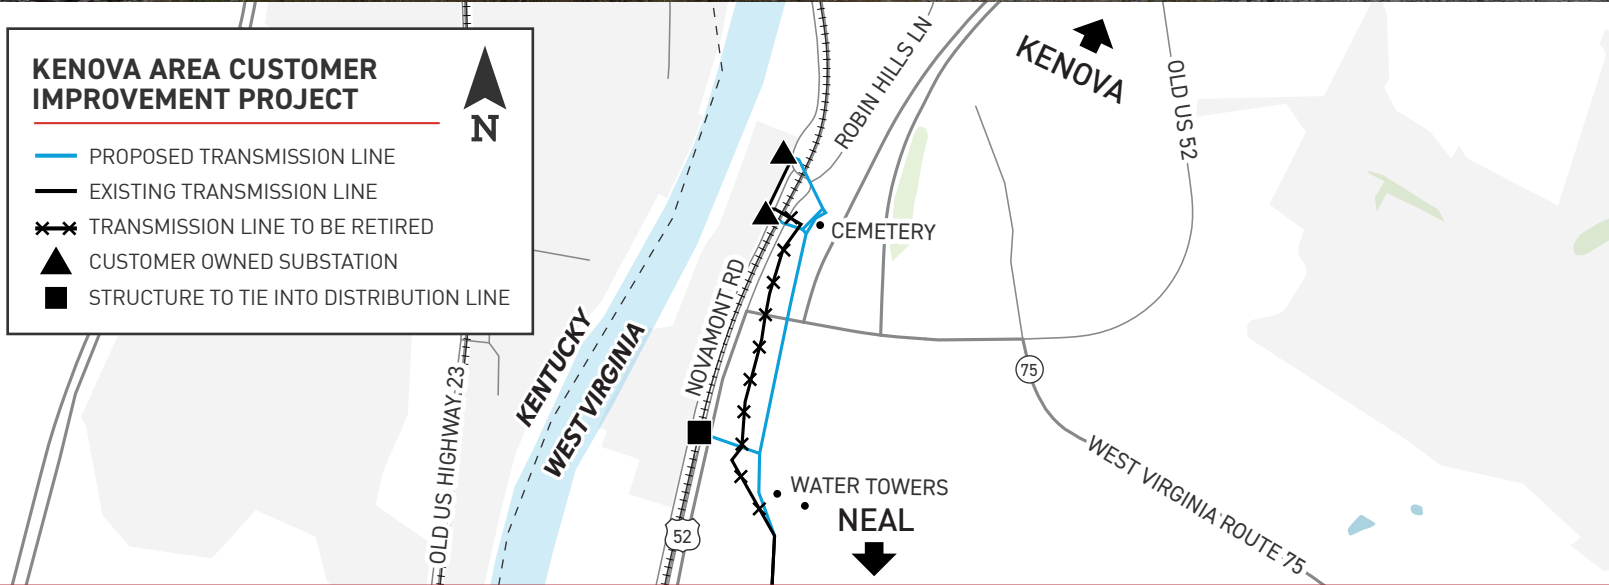 KENOVA AREA CUSTOMER
IMPROVEMENT PROJECT
N
PROPOSED TRANSMISSION LINE
EXISTING TRANSMISSION LINE
TRANSMISSION LINE TO BE RETIRED
CUSTOMER OWNED SUBSTATION
STRUCTURE TO TIE INTO DISTRIBUTION LINE
KENOVA
ROBIN HILLS LN
OLD US 52
CEMETERY
NOVAMONT RD
KENTUCKY
WEST VIRGINIA
OLD US HIGHWAY 23
75
WEST VIRGINIA ROUTE 75
WATER TOWERS
NEAL
52